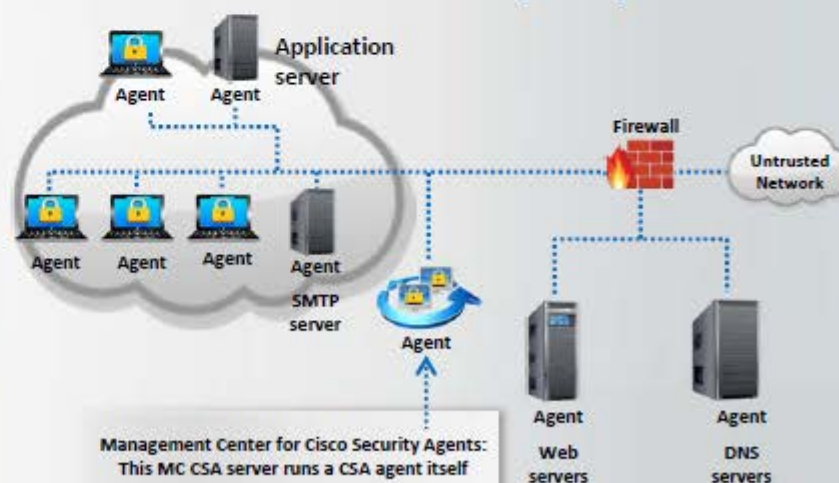 Application
server
Agent
Agent
Firewall
Untrusted
Network
Agent
Agent
Agent
Agent
SMTP
server
Agent
Agent
Web
servers
Agent
DNS
servers
Management Center for Cisco Security Agents:
This MC CSA server runs a CSA agent itself